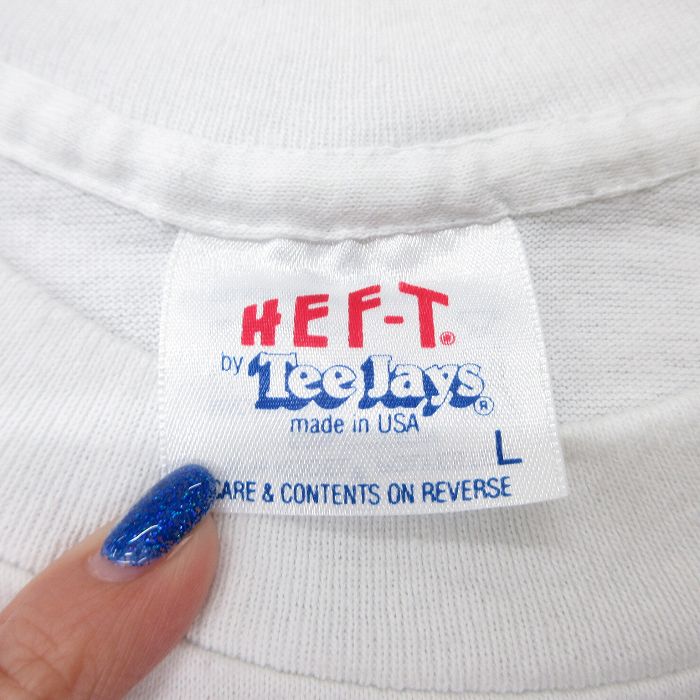 HEF-T®
by Tee Jays®
made in USA
L
CARE & CONTENTS ON REVERSE